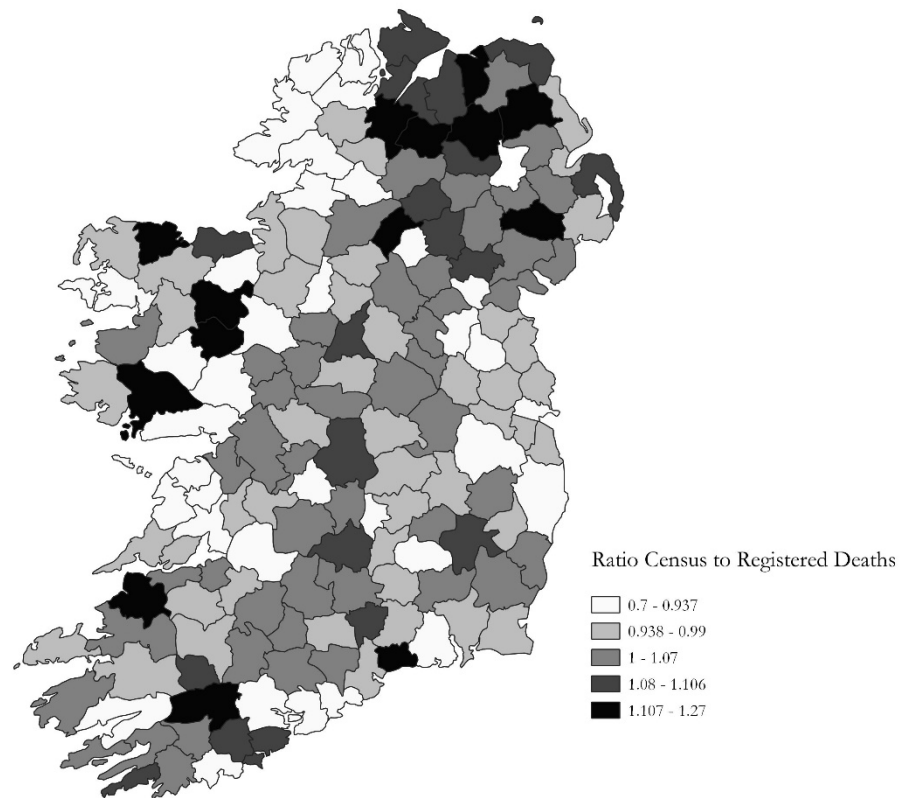 Ratio Census to Registered Deaths
0.7 - 0.937
0.938 - 0.99
1 - 1.07
1.08 - 1.106
1.107 - 1.27